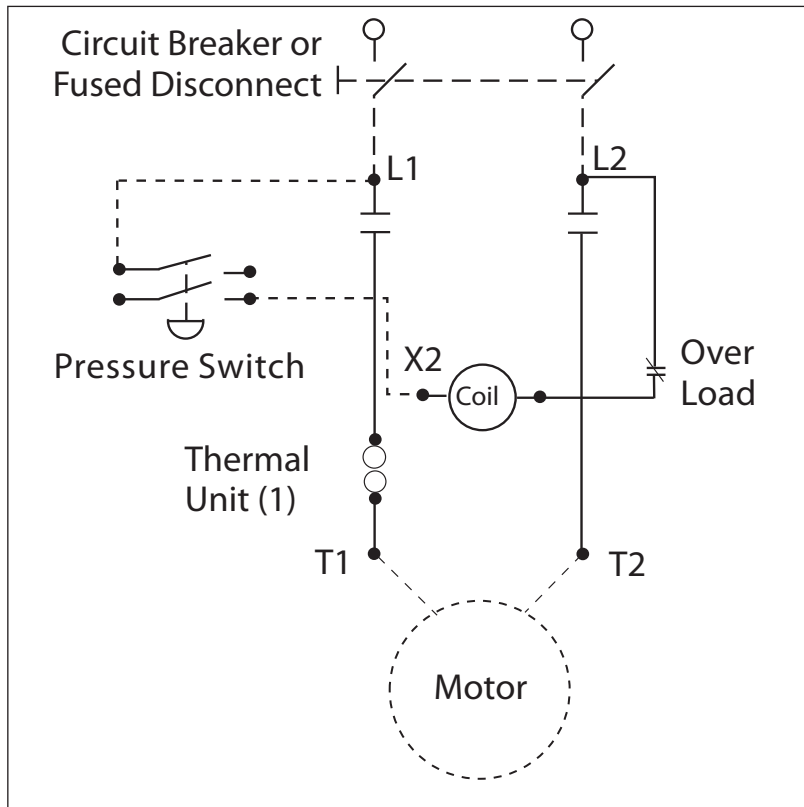 Circuit Breaker or
Fused Disconnect
L1
L2
Pressure Switch
X2
Coil
Over
Load
Thermal
Unit (1)
T1
T2
Motor